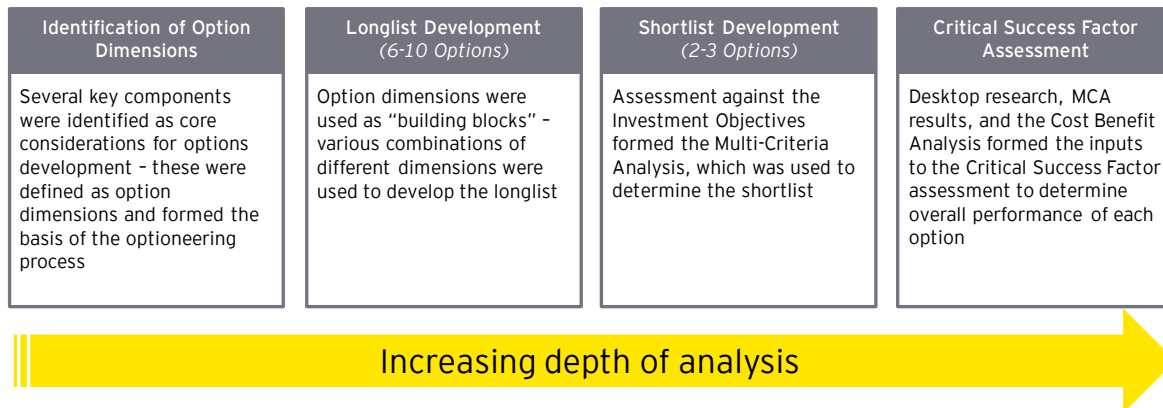 Identification of Option
Dimensions
Several key components
were identified as core
considerations for options
development – these were
defined as option
dimensions and formed the
basis of the optioneering
process
Longlist Development
(6-10 Options)
Option dimensions were
used as “building blocks” –
various combinations of
different dimensions were
used to develop the longlist
Shortlist Development
(2-3 Options)
Assessment against the
Investment Objectives
formed the Multi-Criteria
Analysis, which was used to
determine the shortlist
Critical Success Factor
Assessment
Desktop research, MCA
results, and the Cost Benefit
Analysis formed the inputs
to the Critical Success Factor
assessment to determine
overall performance of each
option
Increasing depth of analysis